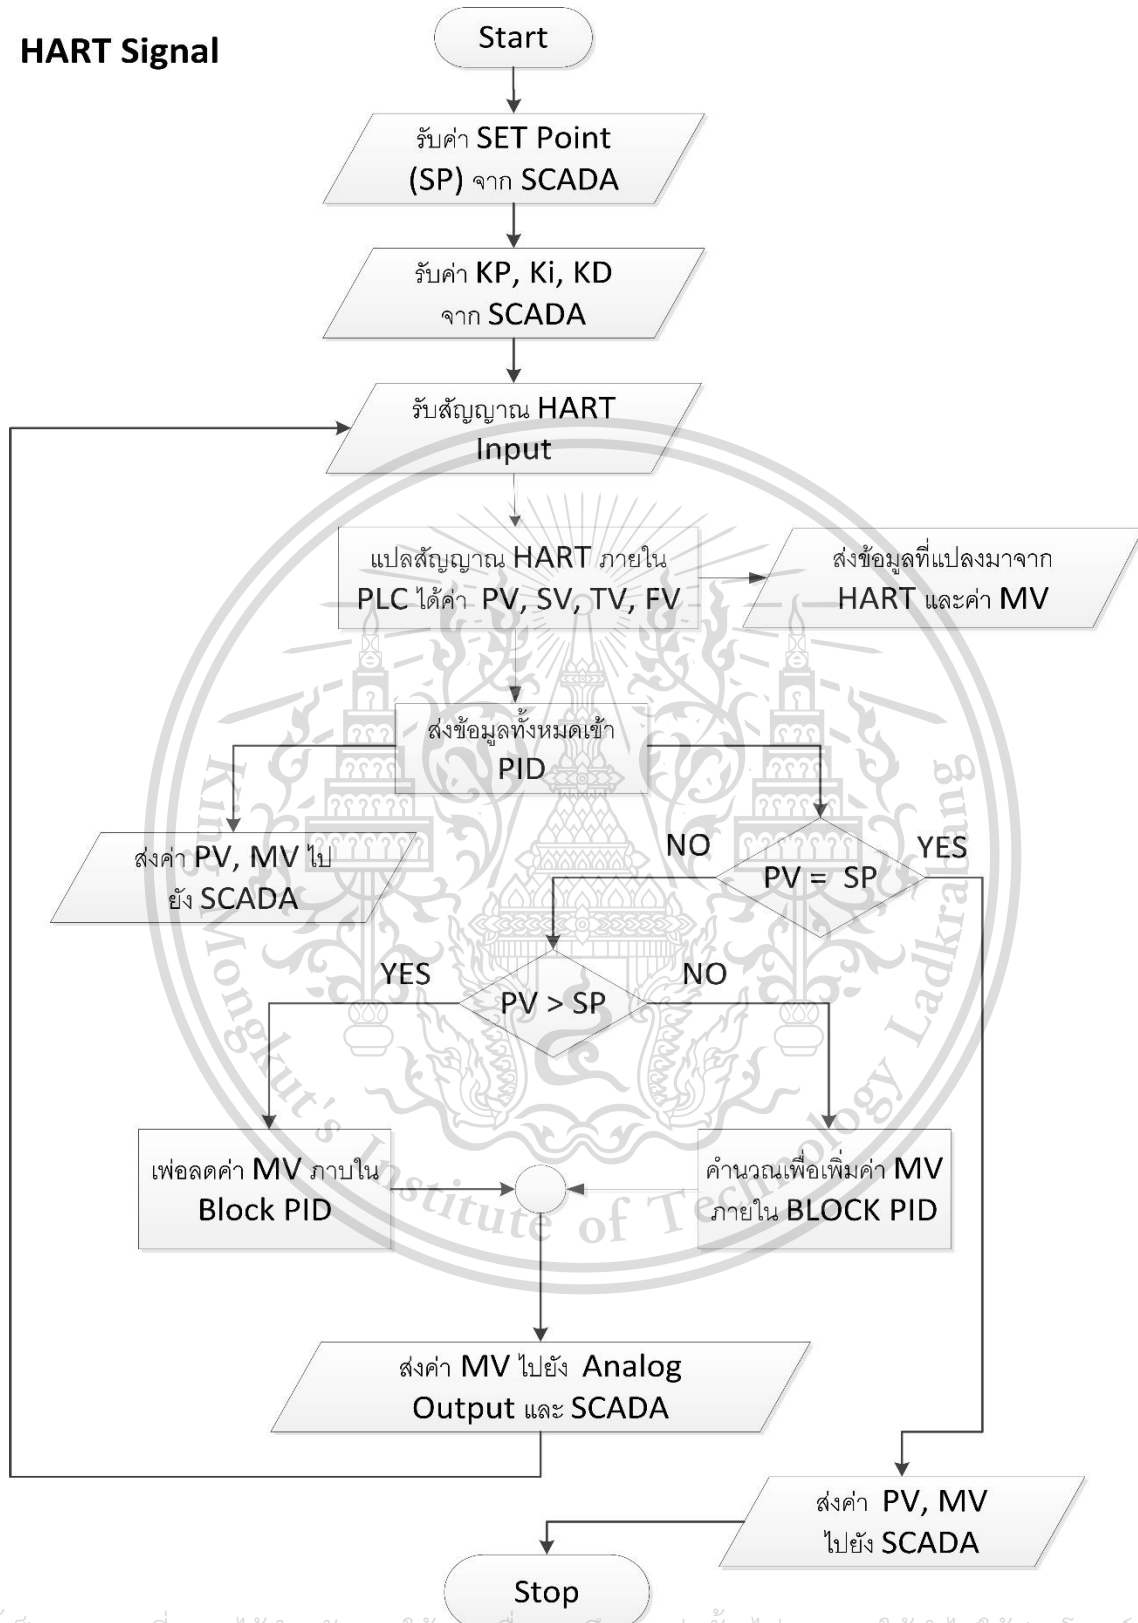 HART Signal
Start
รับค่า SET Point
(SP) จาก SCADA
รับค่า KP, Ki, KD
จาก SCADA
รับสัญญาณ HART
Input
แปลสัญญาณ HART ภายใน
PLC ได้ค่า PV, SV, TV, FV
ส่งข้อมูลที่แปลงมาจาก
HART และค่า MV
ส่งข้อมูลทั้งหมดเข้า
PID
ส่งค่า PV, MV ไป
ยัง SCADA
NO
PV = SP
YES
YES
PV > SP
NO
เพ่อลดค่า MV ภาบใน
Block PID
คำนวณเพื่อเพิ่มค่า MV
ภายใน BLOCK PID
ส่งค่า MV ไปยัง Analog
Output และ SCADA
ส่งค่า PV, MV
ไปยัง SCADA
Stop
King Mongkut's Institute of Technology Ladkrabang